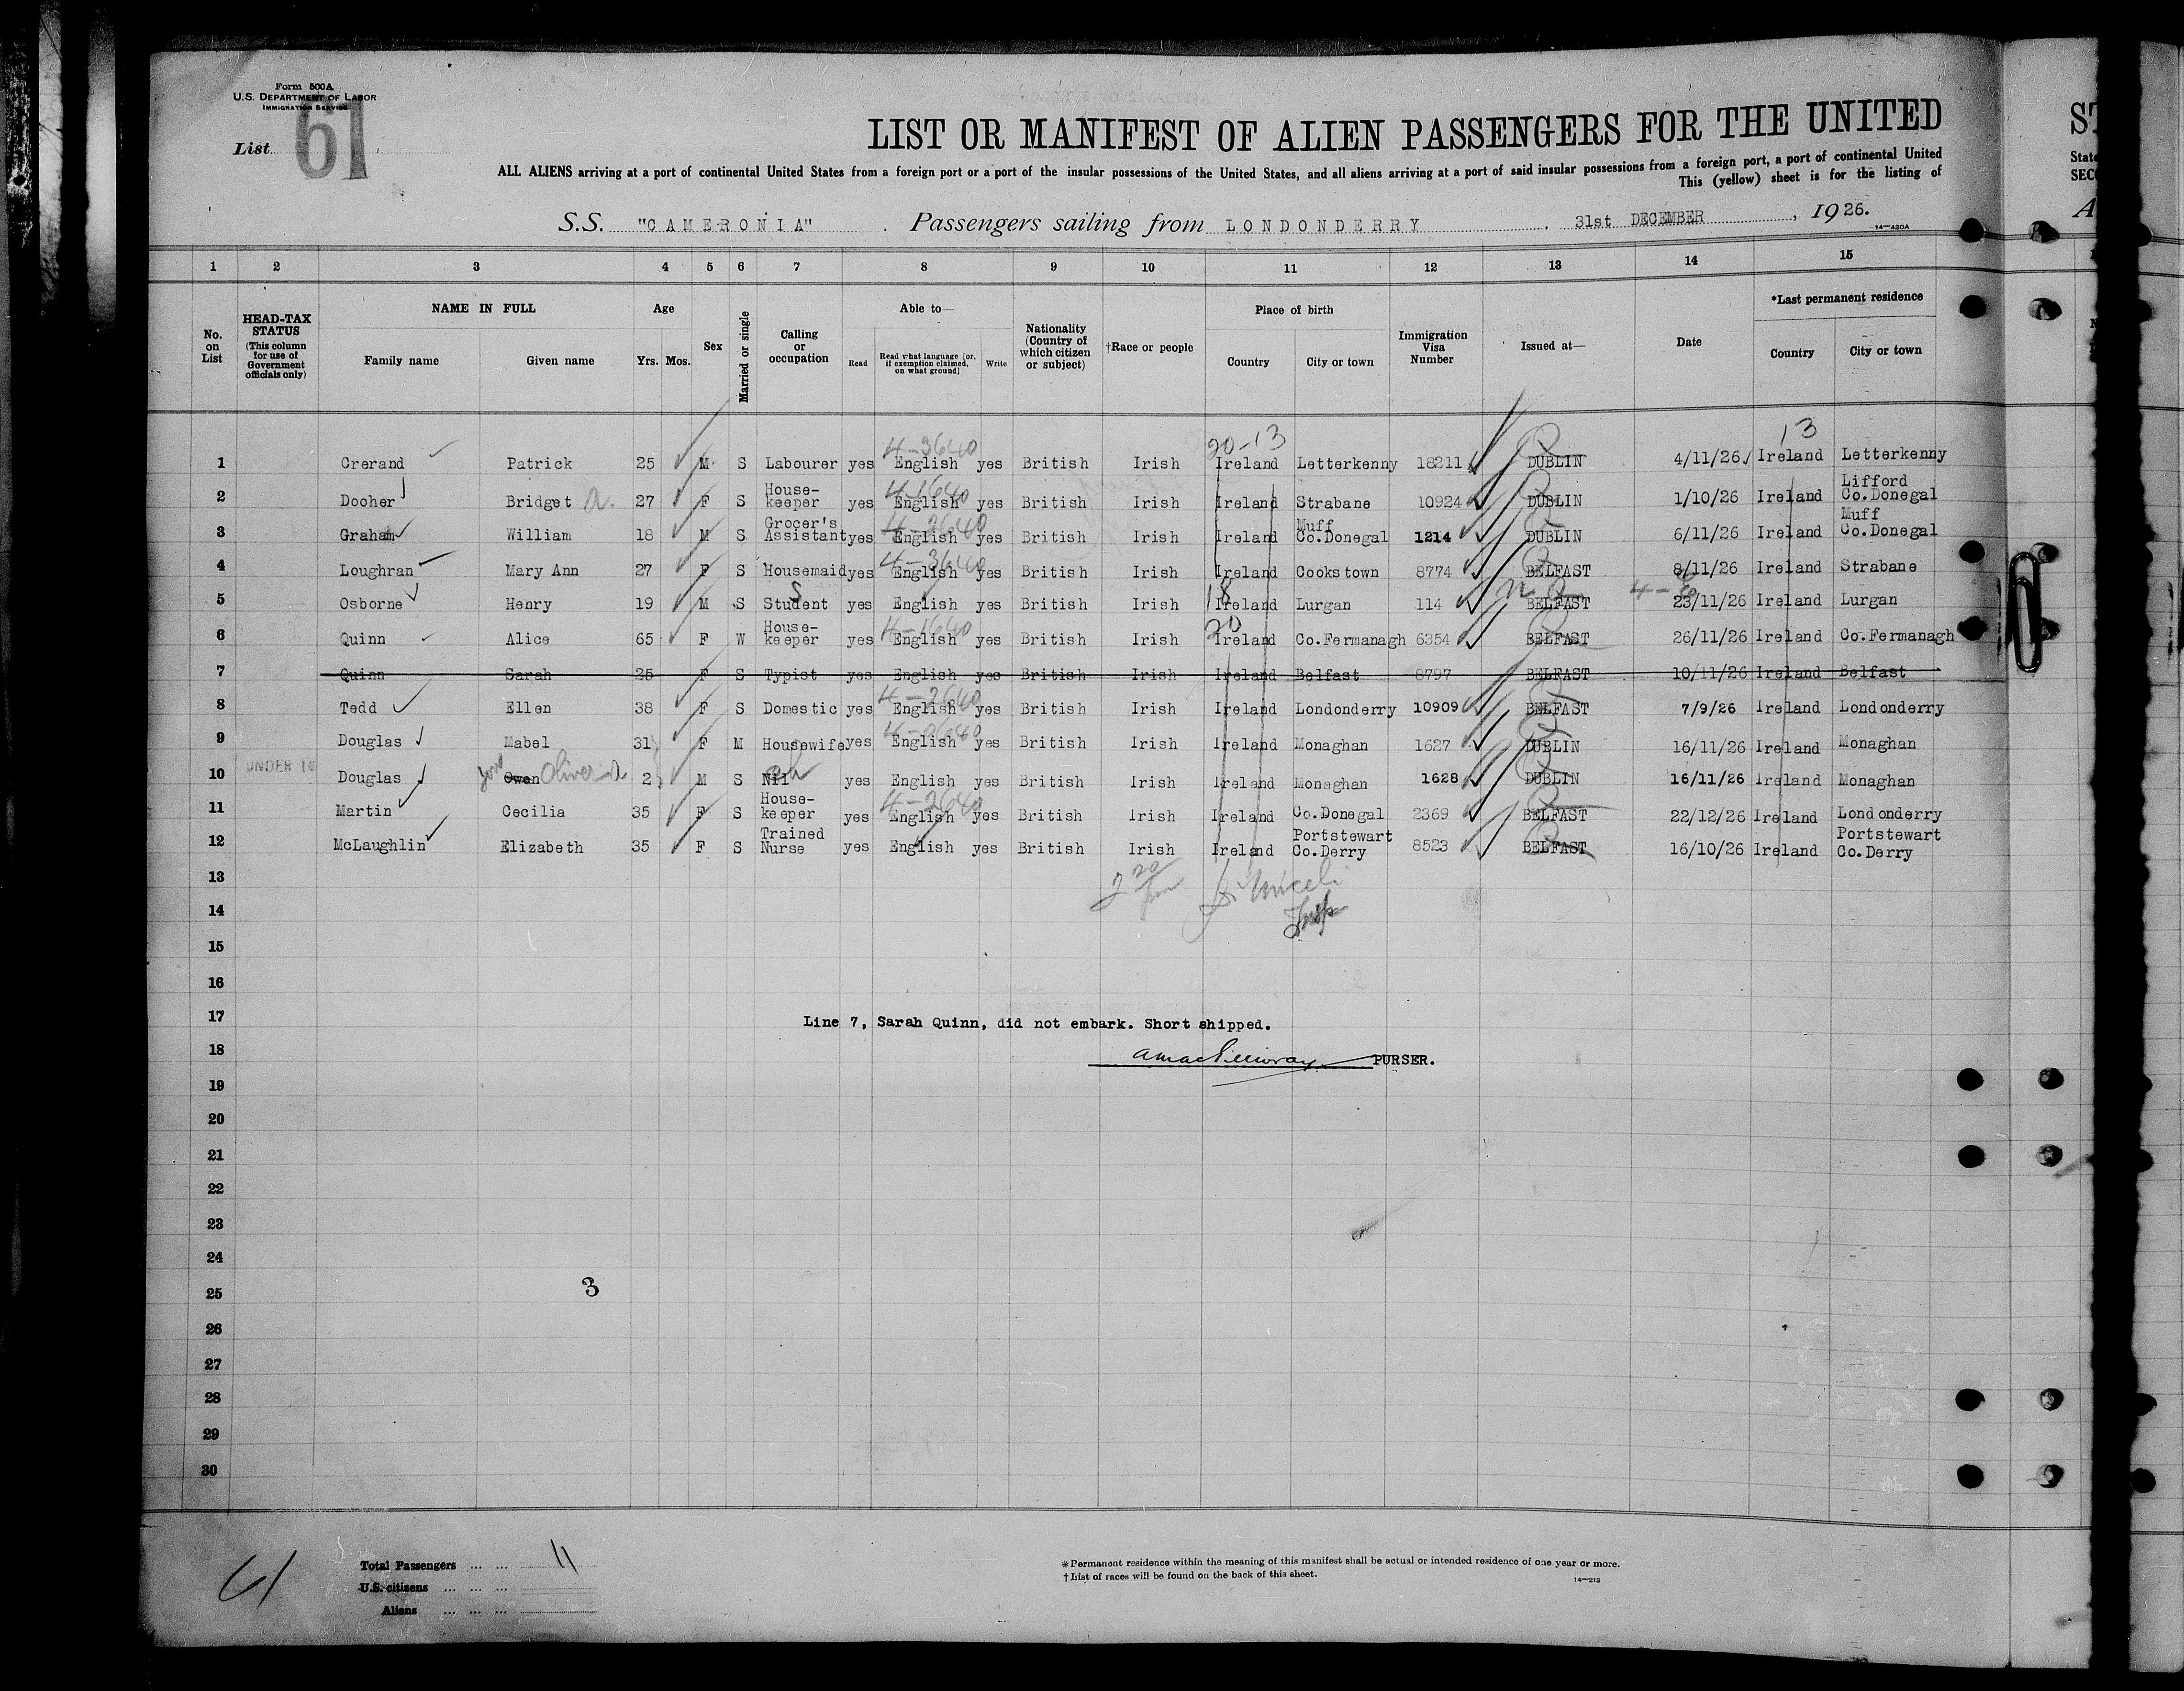 Form 500A
U.S. DEPARTMENT OF LABOR
IMMIGRATION SERVICE
List 61
LIST OR MANIFEST OF ALIEN PASSENGERS FOR THE UNITED
ALL ALIENS arriving at a port of continental United States from a foreign port or a port of the insular possessions of the United States, and all aliens arriving at a port of said insular possessions from a foreign port, a port of continental United
This (yellow) sheet is for the listing of
S.S. "CAMERONIA" Passengers sailing from LONDONDERRY, 31st DECEMBER, 1926.
14—420A
1 2 3 4 5 6 7 8 9 10 11 12 13 14 15
No. on List
HEAD-TAX STATUS (This column for use of Government officials only)
NAME IN FULL
Family name Given name
Age
Yrs. Mos.
Sex
Married or single
Calling or occupation
Able to—
Read Read what language [or, if exemption claimed, on what ground] Write
Nationality (Country of which citizen or subject)
†Race or people
Place of birth
Country City or town
Immigration Visa Number
Issued at—
Date
*Last permanent residence
Country City or town
4-3640 20-13 13
1 Crerand Patrick 25 M S Labourer yes English yes British Irish Ireland Letterkenny 18211 DUBLIN 4/11/26 Ireland Letterkenny
4-1640
2 Dooher Bridget 27 F S House-keeper yes English yes British Irish Ireland Strabane 10924 DUBLIN 1/10/26 Ireland Lifford Co.Donegal
4-2640
3 Graham William 18 M S Grocer's Assistant yes English yes British Irish Ireland Muff Co.Donegal 1214 DUBLIN 6/11/26 Ireland Muff Co.Donegal
4-3640
4 Loughran Mary Ann 27 F S Housemaid yes English yes British Irish Ireland Cookstown 8774 BELFAST 8/11/26 Ireland Strabane
S 18
5 Osborne Henry 19 M S Student yes English yes British Irish Ireland Lurgan 114 BELFAST 23/11/26 Ireland Lurgan
4-1640 20
6 Quinn Alice 65 F W House-keeper yes English yes British Irish Ireland Co.Fermanagh 6354 BELFAST 26/11/26 Ireland Co.Fermanagh
7 Quinn Sarah 25 F S Typist yes English yes British Irish Ireland Belfast 8797 BELFAST 10/11/26 Ireland Belfast
4-2640
8 Tedd Ellen 38 F S Domestic yes English yes British Irish Ireland Londonderry 10909 BELFAST 7/9/26 Ireland Londonderry
9 Douglas Mabel 31 F M Housewife yes English yes British Irish Ireland Monaghan 1627 DUBLIN 16/11/26 Ireland Monaghan
10 UNDER 16 Douglas Owen Oliver 2 M S Nil yes English yes British Irish Ireland Monaghan 1628 DUBLIN 16/11/26 Ireland Monaghan
4-2640
11 Martin Cecilia 35 F S House-keeper yes English yes British Irish Ireland Co.Donegal 2369 BELFAST 22/12/26 Ireland Londonderry
12 McLaughlin Elizabeth 35 F S Trained Nurse yes English yes British Irish Ireland Portstewart Co.Derry 8523 BELFAST 16/10/26 Ireland Portstewart Co.Derry
13
14
15
16
17 Line 7, Sarah Quinn, did not embark. Short shipped.
18 PURSER.
19
20
21
22
23
24
25 3
26
27
28
29
30
61
Total Passengers ... ... 11
U.S. citizens ... ... ...
Aliens ... ... ...
*Permanent residence within the meaning of this manifest shall be actual or intended residence of one year or more.
†List of races will be found on the back of this sheet.
14—213